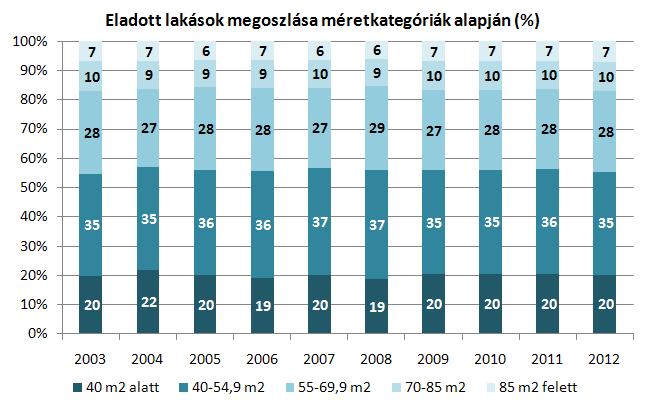 Eladott lakások megoszlása méretkategóriák alapján (%)
100%
7 7 6 7 6 6 7 7 7 7
90%
10 9 9 9 10 9 10 10 10 10
80%
70%
28 27 28 28 27 29 27 28 28 28
60%
50%
40%
35 35 36 36 37 37 35 35 36 35
30%
20%
10%
20 22 20 19 20 19 20 20 20 20
0%
2003 2004 2005 2006 2007 2008 2009 2010 2011 2012
40 m2 alatt 40-54,9 m2 55-69,9 m2 70-85 m2 85 m2 felett